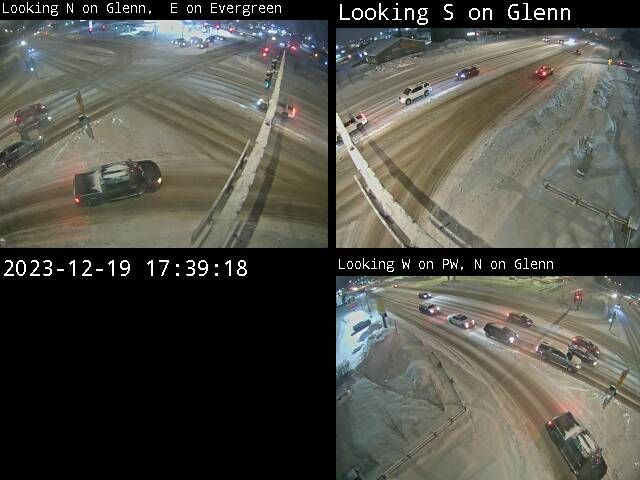 Looking N on Glenn,  E on Evergreen
Looking S on Glenn
2023-12-19 17:39:18
Looking W on PW, N on Glenn